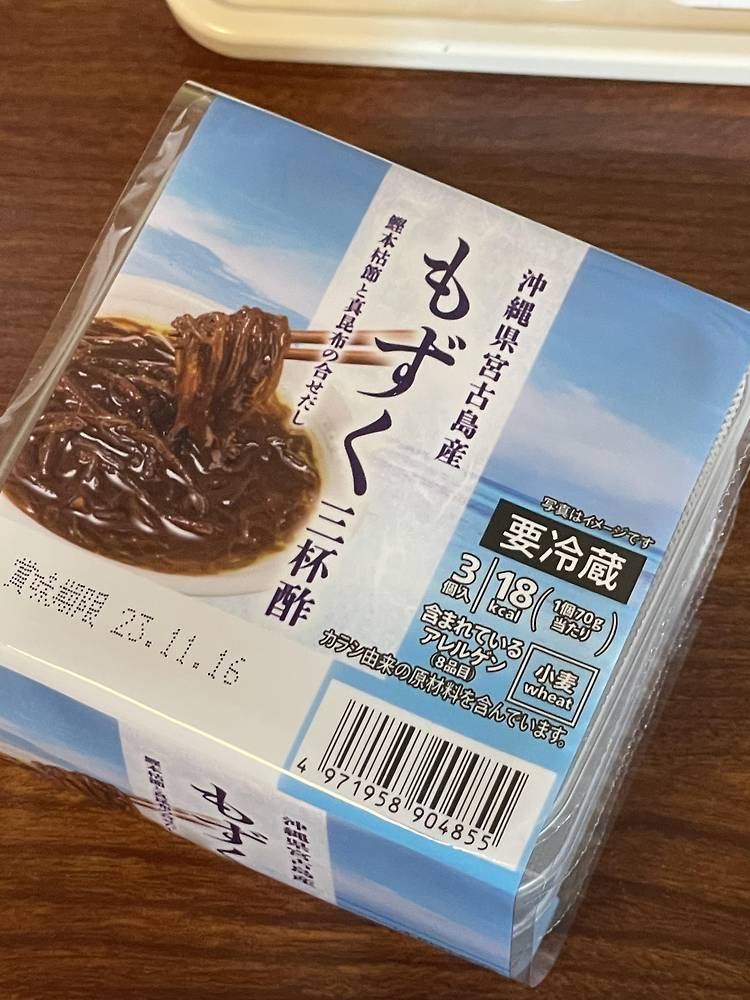 沖縄県宮古島産
もずく 三杯酢
鰹本枯節と真昆布の合せだし
写真はイメージです
要冷蔵
3個入
18kcal
(1個70g当たり)
含まれている
アレルゲン
(8品目)
小麦
wheat
カラシ由来の原材料を含んでいます。
賞味期限 23.11.16
4 971958 904855
沖縄県宮古島産
もずく